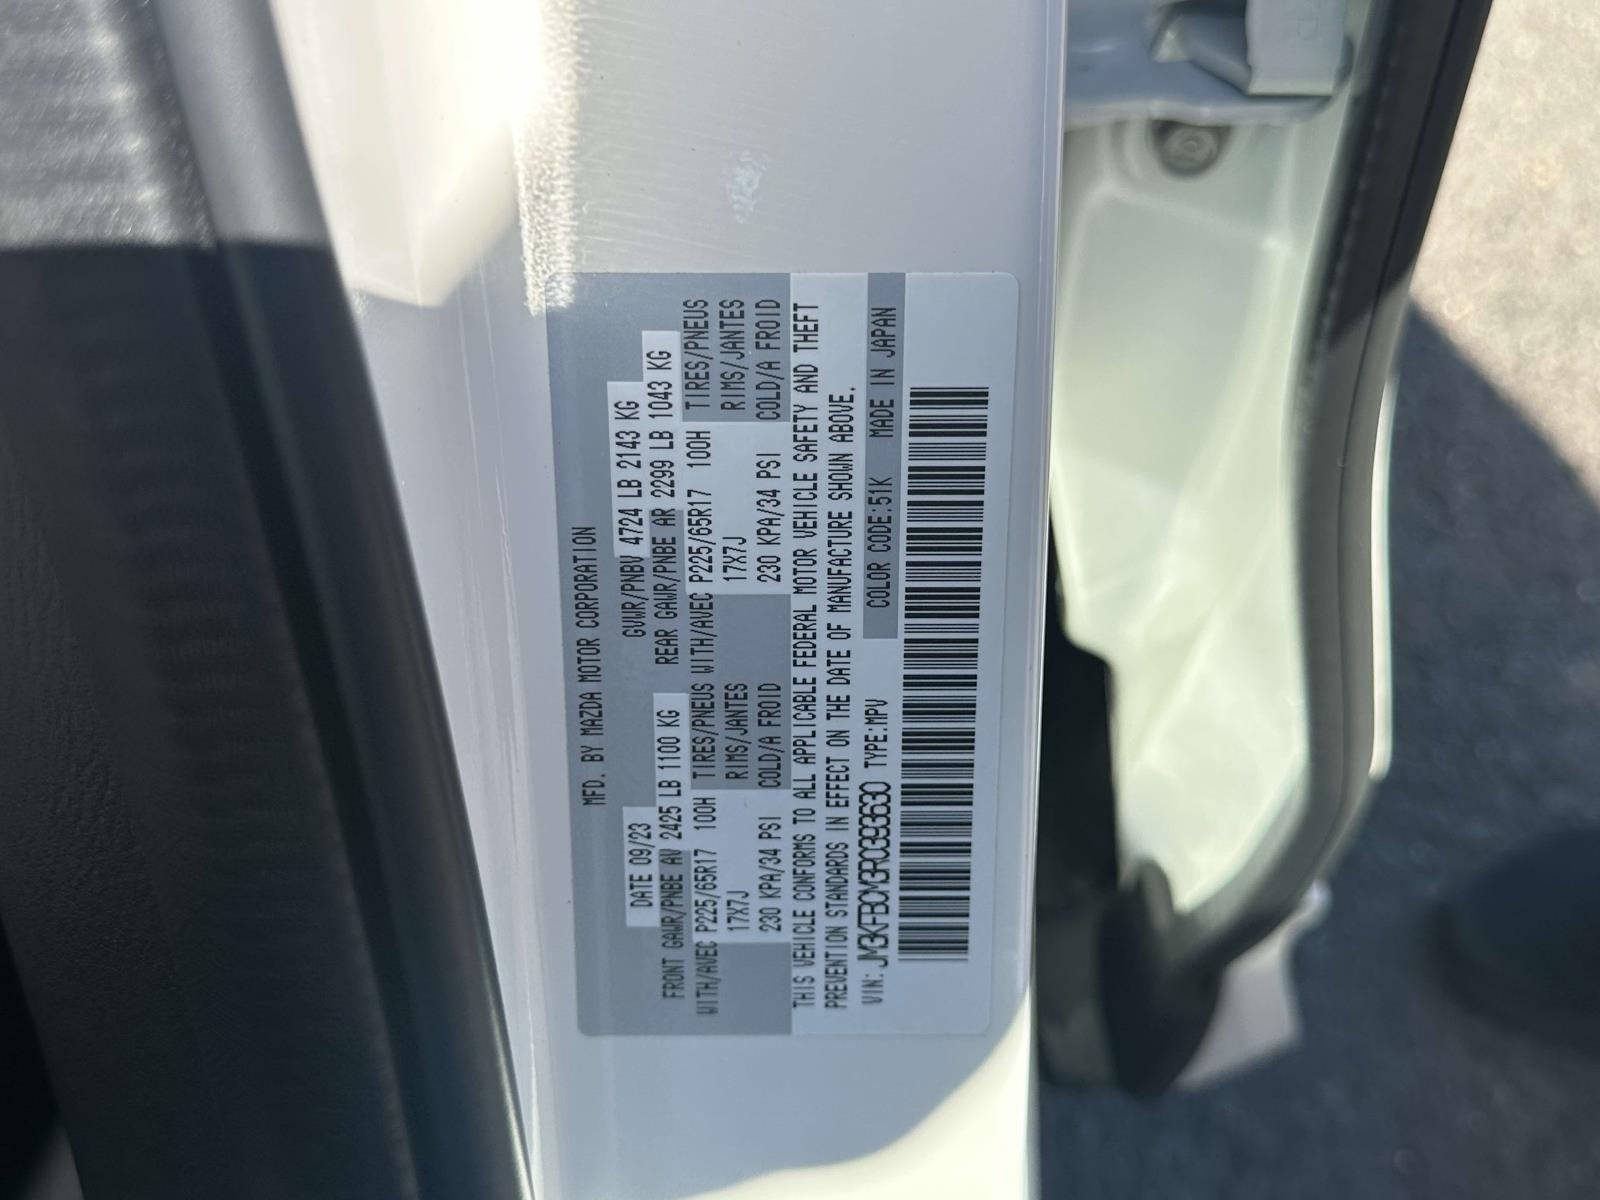 MFD. BY MAZDA MOTOR CORPORATION
DATE 09/23 GVWR/PNBV 4724 LB 2143 KG
FRONT GAWR/PNBE AV 2425 LB 1100 KG REAR GAWR/PNBE AR 2299 LB 1043 KG
WITH/AVEC P225/65R17 100H TIRES/PNEUS WITH/AVEC P225/65R17 100H TIRES/PNEUS
17X7J RIMS/JANTES 17X7J RIMS/JANTES
230 KPA/34 PSI COLD/A FROID 230 KPA/34 PSI COLD/A FROID
THIS VEHICLE CONFORMS TO ALL APPLICABLE FEDERAL MOTOR VEHICLE SAFETY AND THEFT
PREVENTION STANDARDS IN EFFECT ON THE DATE OF MANUFACTURE SHOWN ABOVE.
VIN: JM3KFBCM3R0393630 TYPE:MPV COLOR CODE:51K MADE IN JAPAN